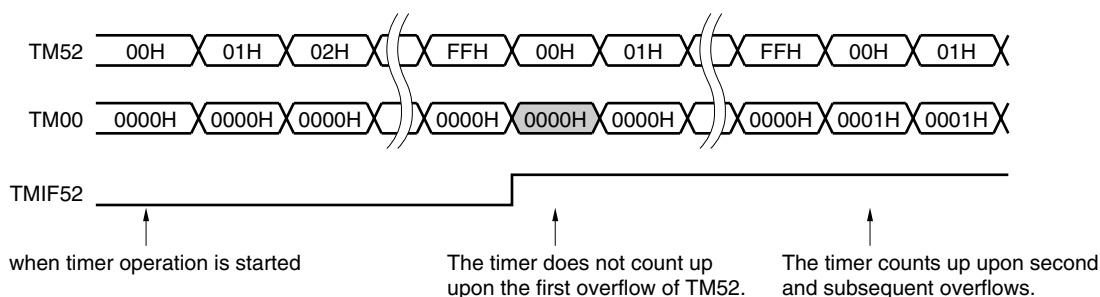 TM52 00H 01H 02H FFH 00H 01H FFH 00H 01H
TM00 0000H 0000H 0000H 0000H 0000H 0000H 0000H 0001H 0001H
TMIF52
when timer operation is started
The timer does not count up
upon the first overflow of TM52.
The timer counts up upon second
and subsequent overflows.